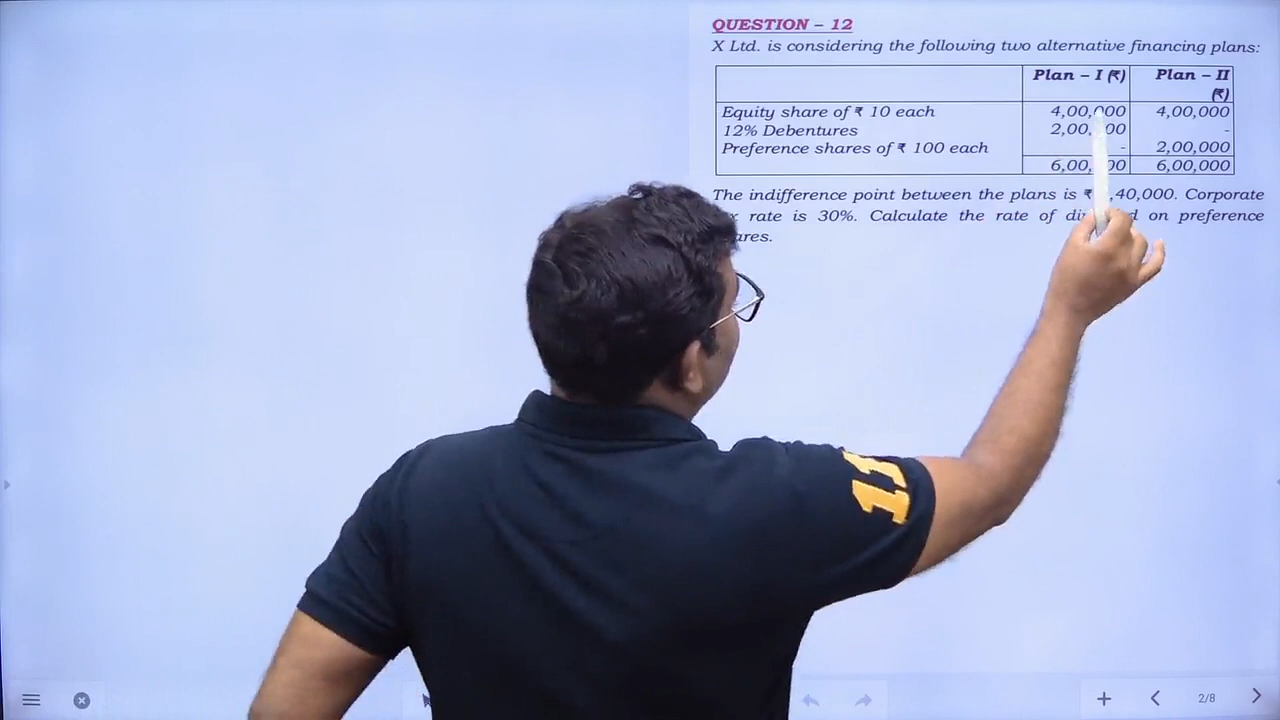 QUESTION – 12
X Ltd. is considering the following two alternative financing plans:
Plan – I (₹) Plan – II (₹)
Equity share of ₹ 10 each 4,00,000 4,00,000
12% Debentures -
Preference shares of ₹ 100 each - 2,00,000
6,00,000
The indifference point between the plans is ₹ ,40,000. Corporate
rate is 30%. Calculate the rate of on preference
2/8